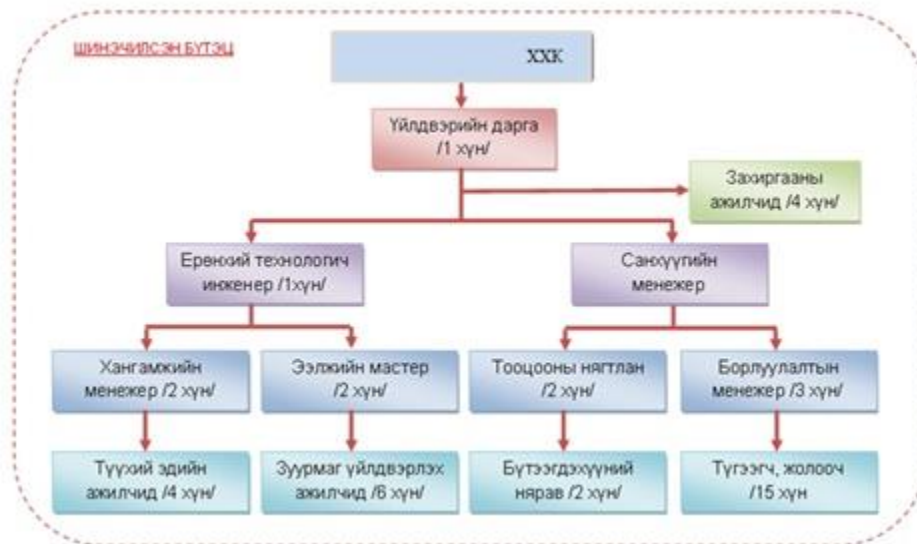 ШИНЭЧИЛСЭН БҮТЭЦ
ХХК
Үйлдвэрийн дарга
/1 хүн/
Захиргааны
ажилчид /4 хүн/
Ерөнхий технологич
инженер /1хүн/
Санхүүгийн
менежер
Хангамжийн
менежер /2 хүн/
Ээлжийн мастер
/2 хүн/
Тооцооны нягтлан
/2 хүн/
Борлуулалтын
менежер /3 хүн/
Түүхий эдийн
ажилчид /4 хүн/
Зуурмаг үйлдвэрлэх
ажилчид /6 хүн/
Бүтээгдэхүүний
нярав /2 хүн/
Түгээгч, жолооч
/15 хүн